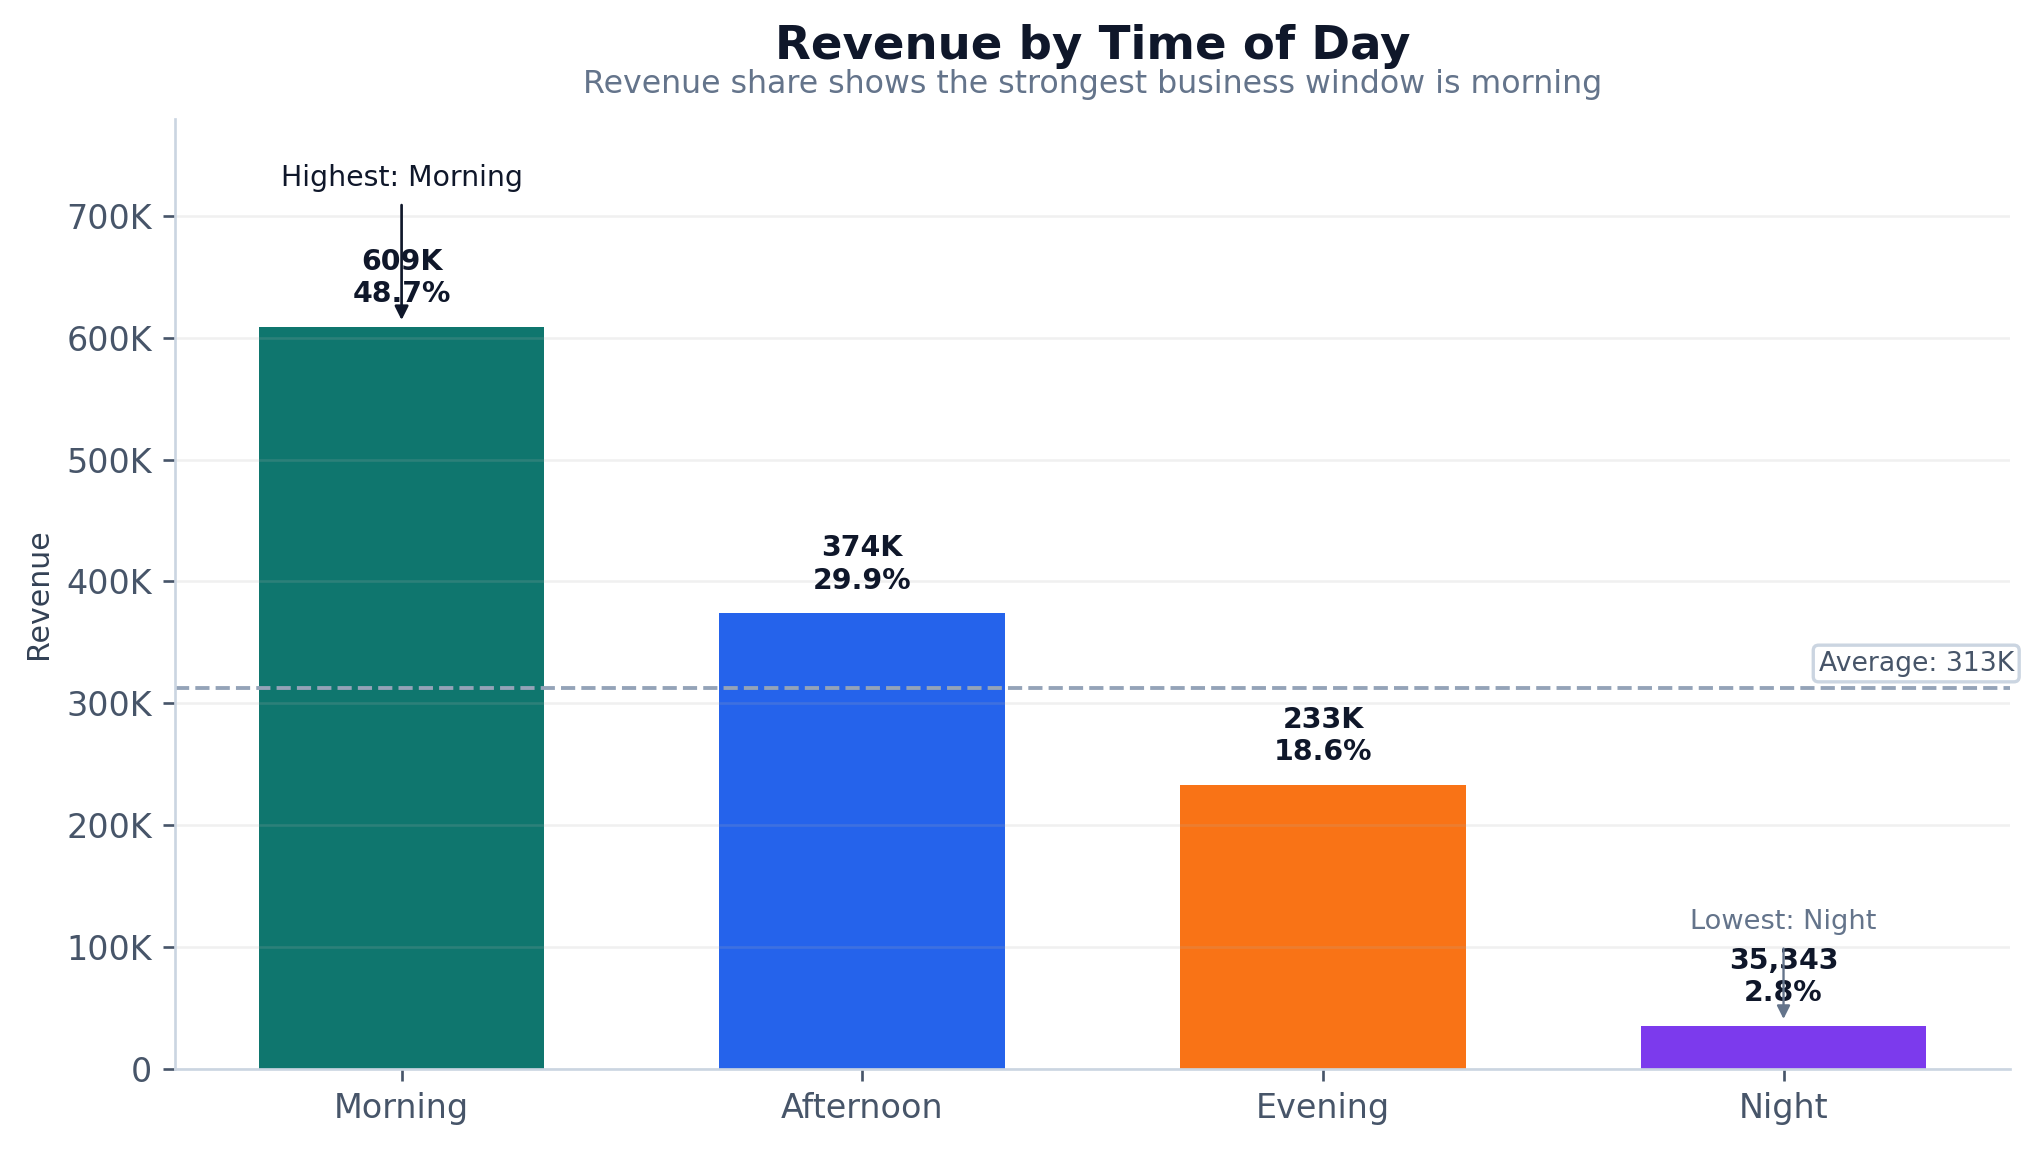 Revenue by Time of Day
Revenue share shows the strongest business window is morning
Revenue
700K
600K
500K
400K
300K
200K
100K
0
Highest: Morning
609K
48.7%
374K
29.9%
Average: 313K
233K
18.6%
Lowest: Night
35,343
2.8%
Morning
Afternoon
Evening
Night